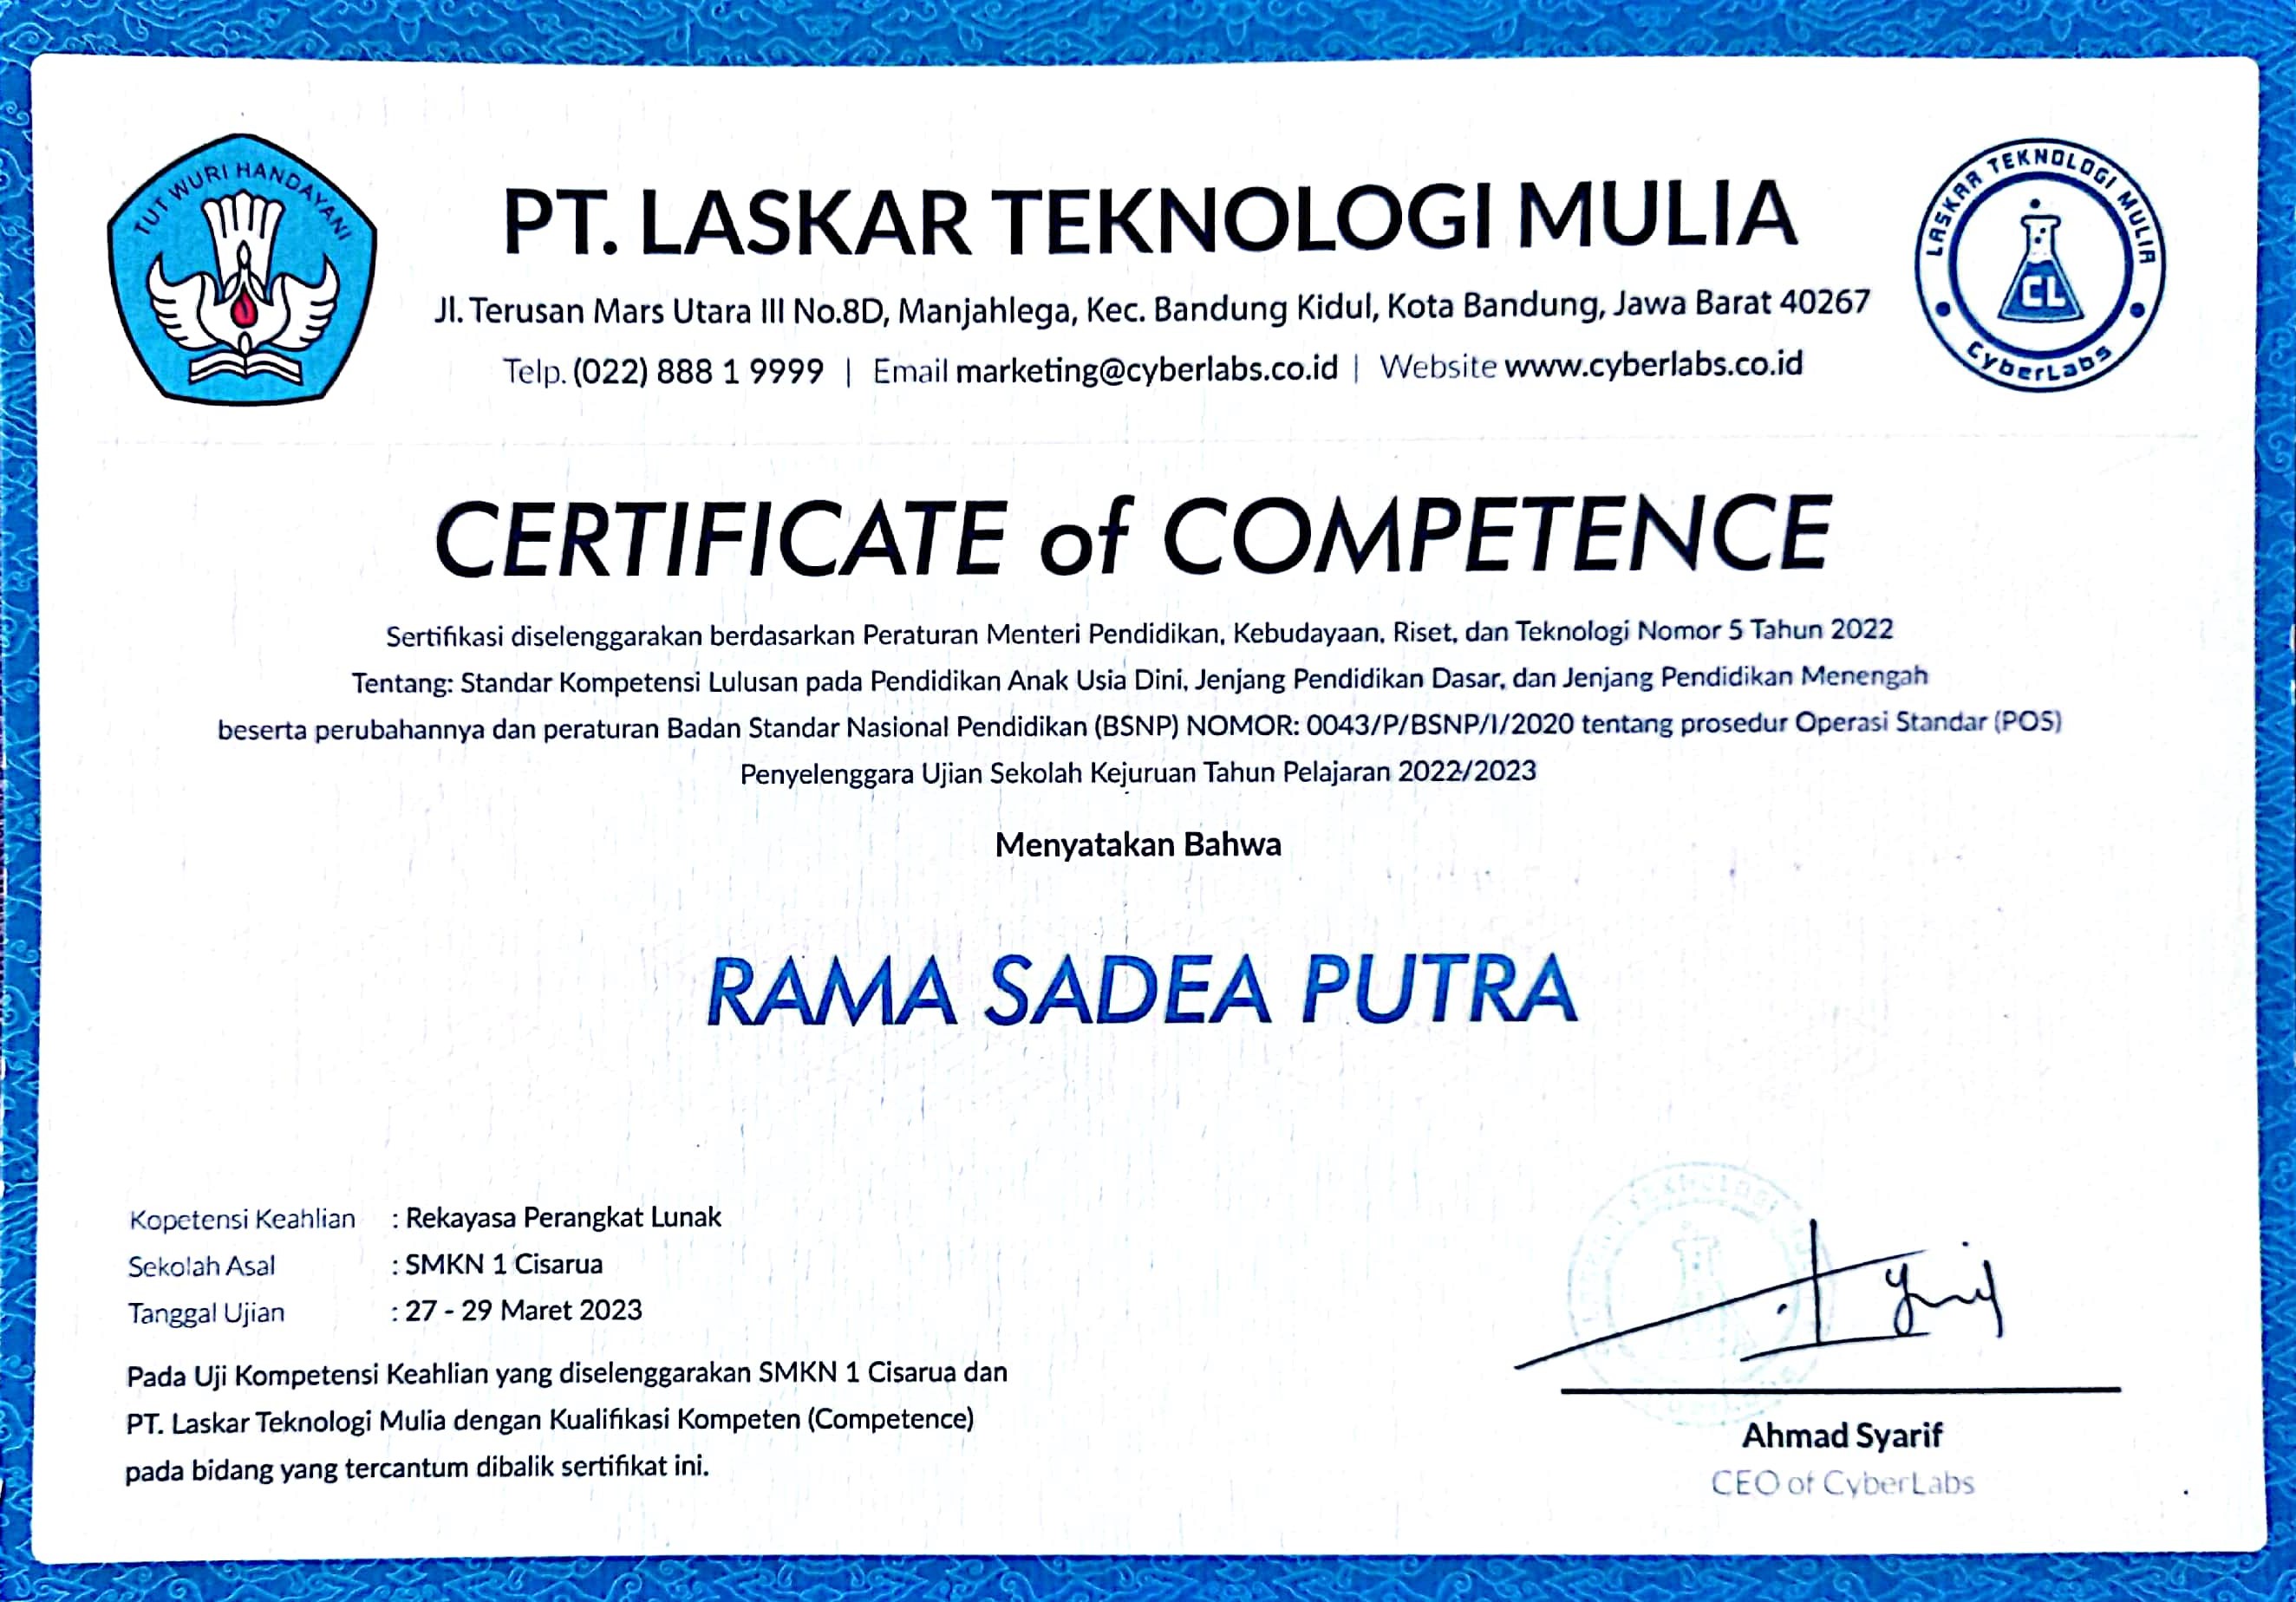 TUT WURI HANDAYANI
PT. LASKAR TEKNOLOGI MULIA
Jl. Terusan Mars Utara III No.8D, Manjahlega, Kec. Bandung Kidul, Kota Bandung, Jawa Barat 40267
Telp. (022) 888 1 9999 | Email marketing@cyberlabs.co.id | Website www.cyberlabs.co.id
LASKAR TEKNOLOGI MULIA
CL
CyberLabs
CERTIFICATE of COMPETENCE
Sertifikasi diselenggarakan berdasarkan Peraturan Menteri Pendidikan, Kebudayaan, Riset, dan Teknologi Nomor 5 Tahun 2022
Tentang: Standar Kompetensi Lulusan pada Pendidikan Anak Usia Dini, Jenjang Pendidikan Dasar, dan Jenjang Pendidikan Menengah
beserta perubahannya dan peraturan Badan Standar Nasional Pendidikan (BSNP) NOMOR: 0043/P/BSNP/I/2020 tentang prosedur Operasi Standar (POS)
Penyelenggara Ujian Sekolah Kejuruan Tahun Pelajaran 2022/2023
Menyatakan Bahwa
RAMA SADEA PUTRA
Kopetensi Keahlian : Rekayasa Perangkat Lunak
Sekolah Asal : SMKN 1 Cisarua
Tanggal Ujian : 27 - 29 Maret 2023
Pada Uji Kompetensi Keahlian yang diselenggarakan SMKN 1 Cisarua dan
PT. Laskar Teknologi Mulia dengan Kualifikasi Kompeten (Competence)
pada bidang yang tercantum dibalik sertifikat ini.
Ahmad Syarif
CEO of CyberLabs